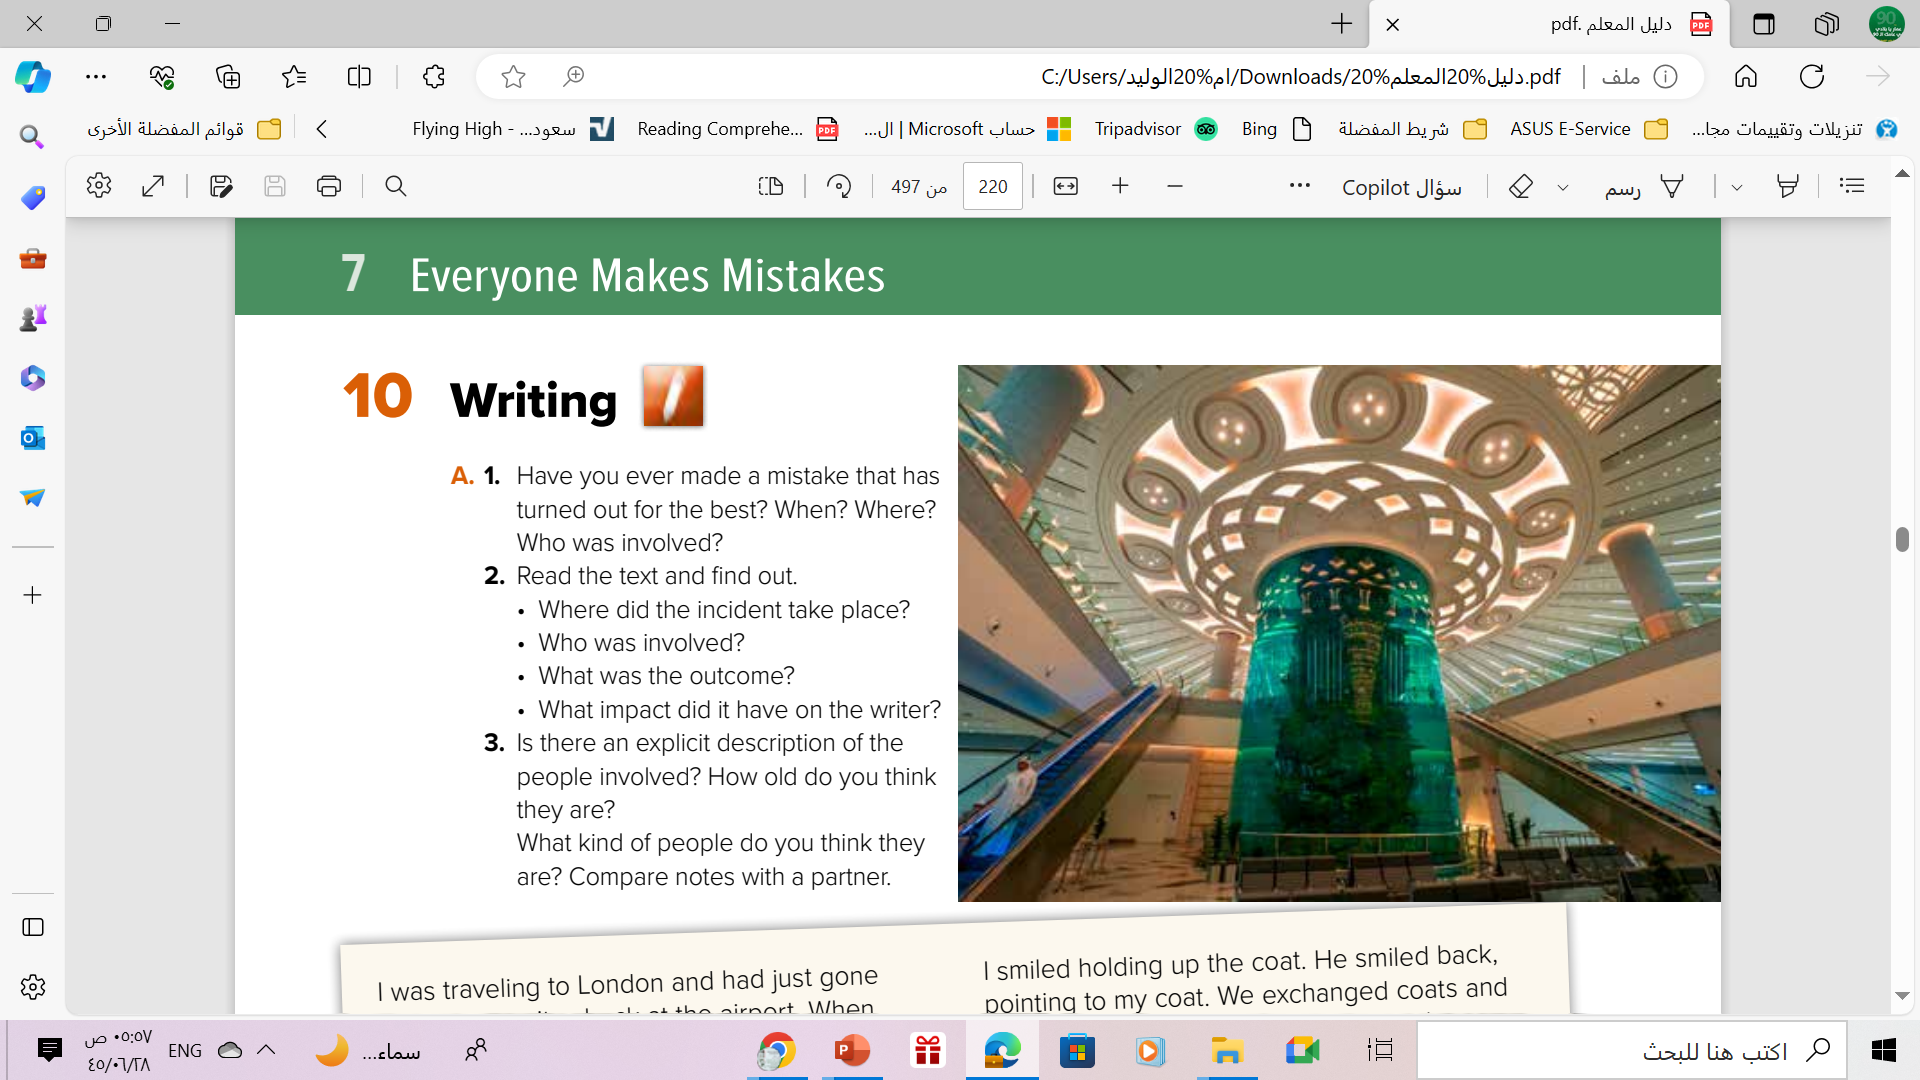 دليل المعلم .pdf
C:/Users/ام%20الوليد/Downloads/دليل%20المعلم%20.pdf
ملف
قوائم المفضلة الأخرى
Flying High - سعود...
Reading Comprehe...
حساب Microsoft | ال...
Tripadvisor
Bing
شريط المفضلة
ASUS E-Service
تنزيلات وتقييمات مجا...
من 497
220
سؤال Copilot
رسم
7 Everyone Makes Mistakes
10 Writing
A. 1. Have you ever made a mistake that has
turned out for the best? When? Where?
Who was involved?
2. Read the text and find out.
• Where did the incident take place?
• Who was involved?
• What was the outcome?
• What impact did it have on the writer?
3. Is there an explicit description of the
people involved? How old do you think
they are?
What kind of people do you think they
are? Compare notes with a partner.
I was traveling to London and had just gone
at the airport. When
I smiled holding up the coat. He smiled back,
pointing to my coat. We exchanged coats and
٠٥:٥٧ ص
٤٥/٠٦/٢٨
ENG
سماء...
اكتب هنا للبحث